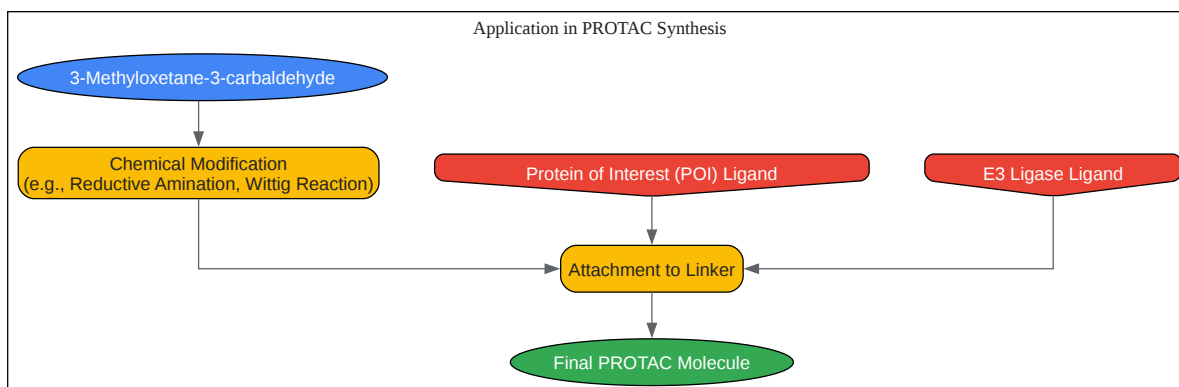 Application in PROTAC Synthesis
3-Methyloxetane-3-carbaldehyde
Chemical Modification
(e.g., Reductive Amination, Wittig Reaction)
Protein of Interest (POI) Ligand
E3 Ligase Ligand
Attachment to Linker
Final PROTAC Molecule